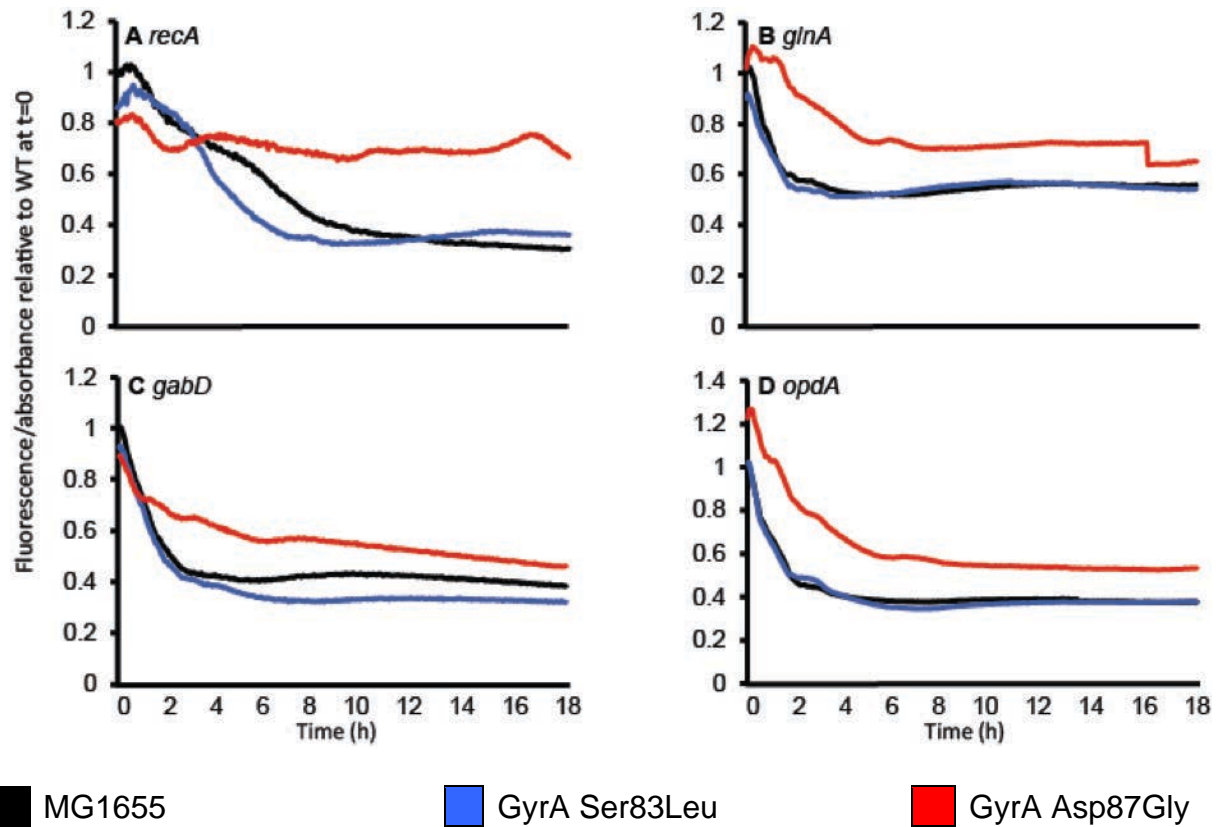 Fluorescence/absorbance relative to WT at t=0
A recA
1.2
1
0.8
0.6
0.4
0.2
0
B glnA
1.2
1
0.8
0.6
0.4
0.2
0
C gabD
1.2
1
0.8
0.6
0.4
0.2
0
0 2 4 6 8 10 12 14 16 18
Time (h)
D opdA
1.4
1.2
1
0.8
0.6
0.4
0.2
0
0 2 4 6 8 10 12 14 16 18
Time (h)
MG1655
GyrA Ser83Leu
GyrA Asp87Gly